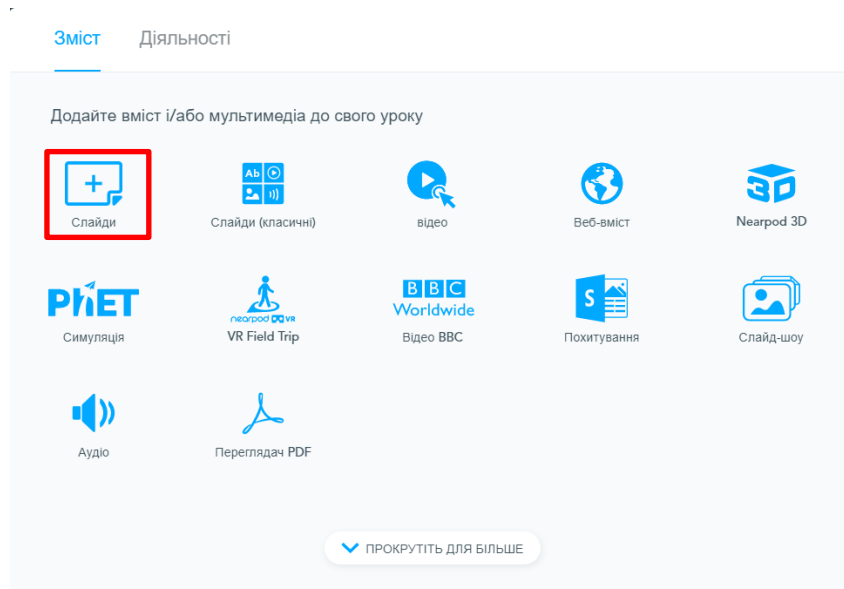 Зміст Діяльності
Додайте вміст і/або мультимедіа до свого уроку
Ab
3D
Слайди Слайди (класичні) відео Веб-вміст Nearpod 3D
PhET nearpod VR BBC Worldwide S
Симуляція VR Field Trip Відео BBC Похитування Слайд-шоу
Аудіо Переглядач PDF
ПРОКРУТІТЬ ДЛЯ БІЛЬШЕ